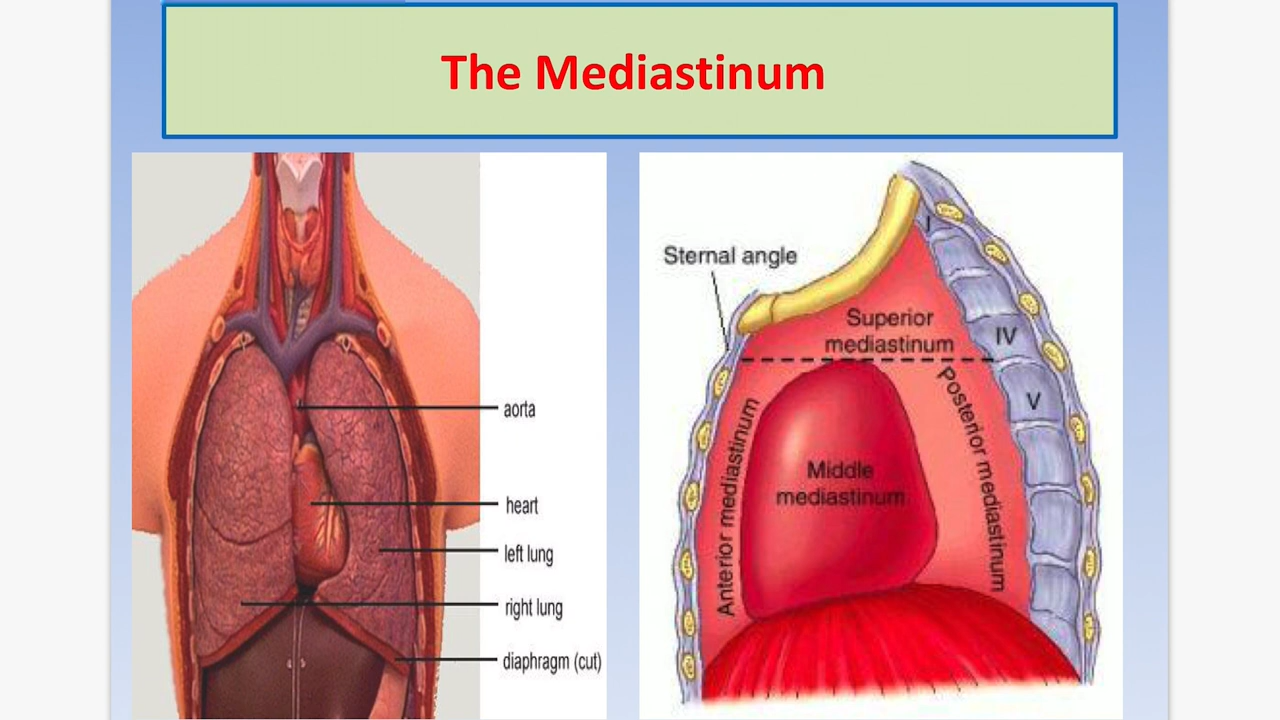 The Mediastinum
aorta
heart
left lung
right lung
diaphragm (cut)
Sternal angle
I
Superior
mediastinum
IV
V
Anterior mediastinum
Middle
mediastinum
Posterior mediastinum